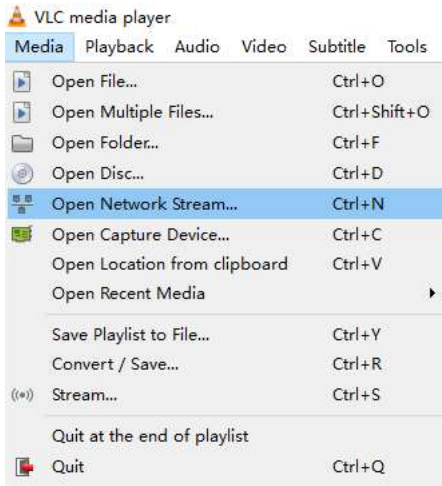 VLC media player
Media Playback Audio Video Subtitle Tools
Open File... Ctrl+O
Open Multiple Files... Ctrl+Shift+O
Open Folder... Ctrl+F
Open Disc... Ctrl+D
Open Network Stream... Ctrl+N
Open Capture Device... Ctrl+C
Open Location from clipboard Ctrl+V
Open Recent Media
Save Playlist to File... Ctrl+Y
Convert / Save... Ctrl+R
Stream... Ctrl+S
Quit at the end of playlist
Quit Ctrl+Q